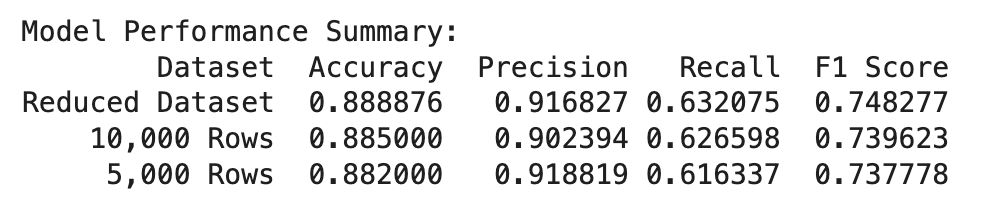 Model Performance Summary:
Dataset Accuracy Precision Recall F1 Score
Reduced Dataset 0.888876 0.916827 0.632075 0.748277
10,000 Rows 0.885000 0.902394 0.626598 0.739623
5,000 Rows 0.882000 0.918819 0.616337 0.737778